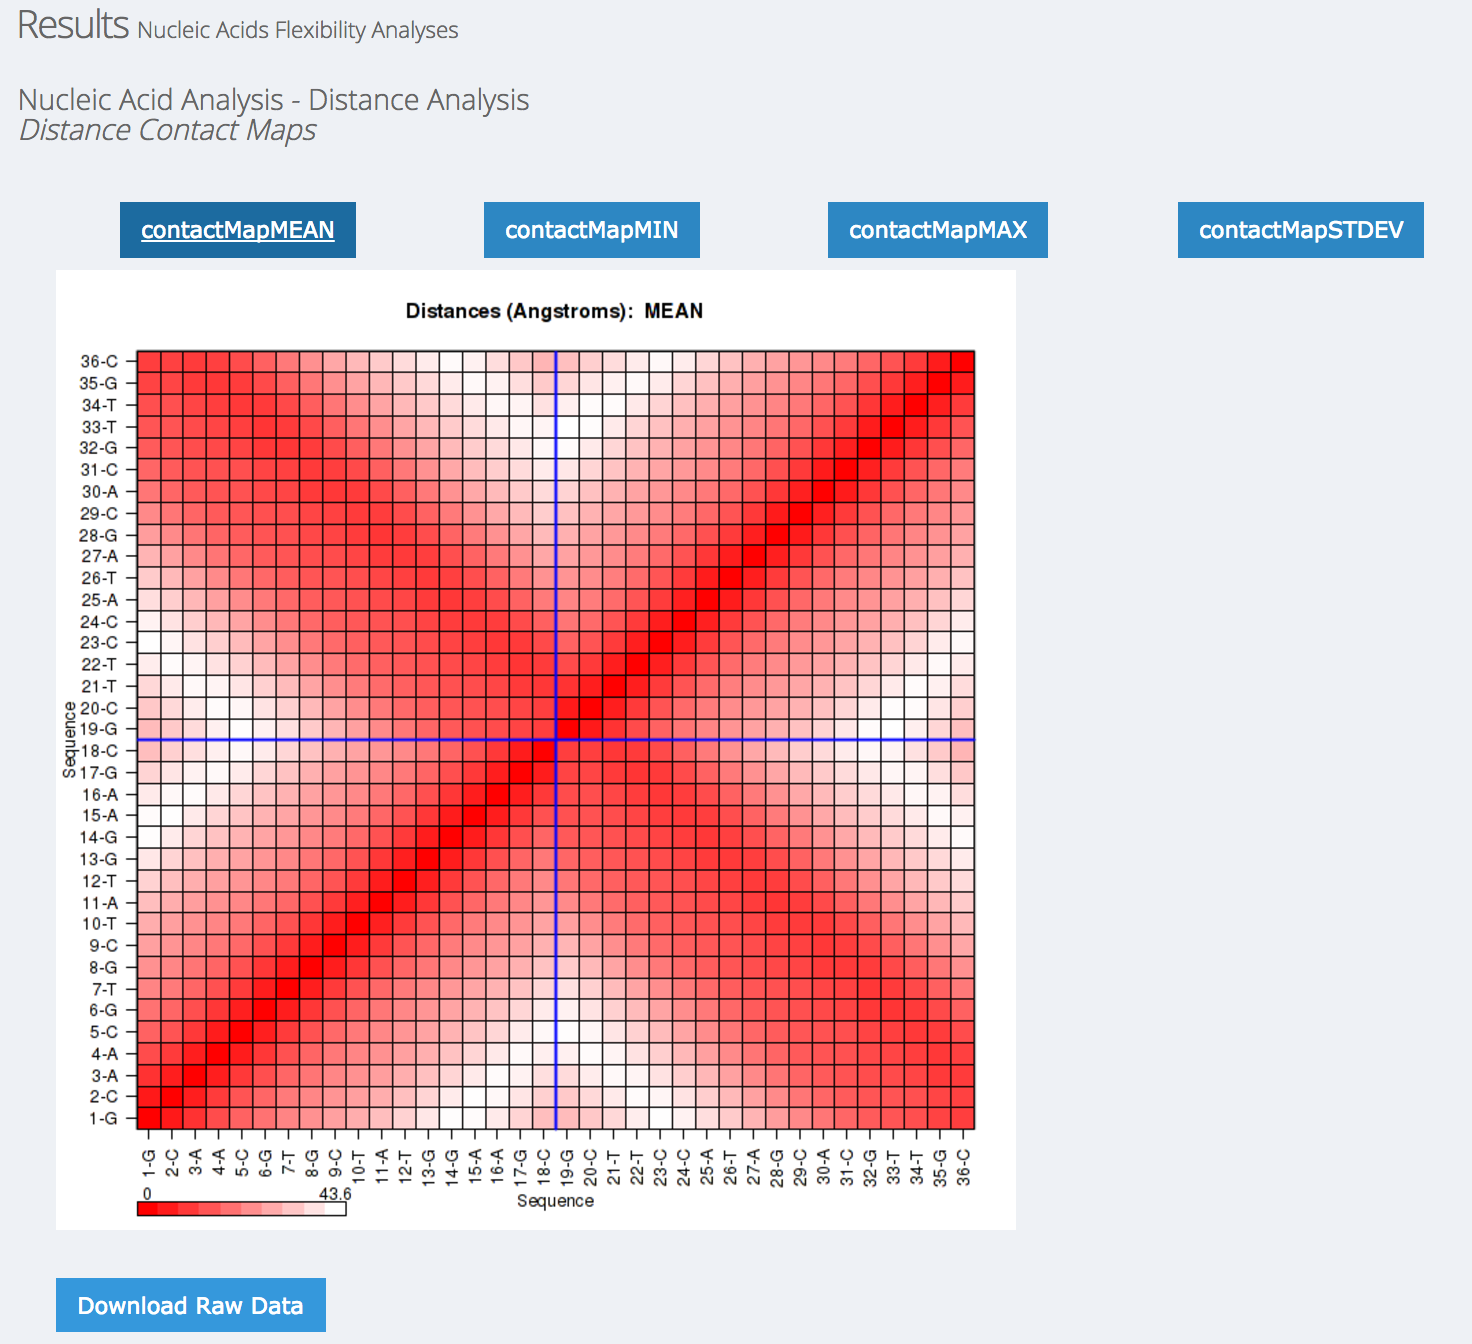 Results Nucleic Acids Flexibility Analyses
Nucleic Acid Analysis - Distance Analysis
Distance Contact Maps
contactMapMEAN contactMapMIN contactMapMAX contactMapSTDEV
Distances (Angstroms): MEAN
36-C
35-G
34-T
33-T
32-G
31-C
30-A
29-C
28-G
27-A
26-T
25-A
24-C
23-C
22-T
21-T
20-C
19-G
18-C
17-G
16-A
15-A
14-G
13-G
12-T
11-A
10-T
9-C
8-G
7-T
6-G
5-C
4-A
3-A
2-C
1-G
Sequence
1-G 2-C 3-A 4-A 5-C 6-G 7-T 8-G 9-C 10-T 11-A 12-T 13-G 14-G 15-A 16-A 17-G 18-C 19-G 20-C 21-T 22-T 23-C 24-C 25-A 26-T 27-A 28-G 29-C 30-A 31-C 32-G 33-T 34-T 35-G 36-C
0 43.6
Sequence
Download Raw Data